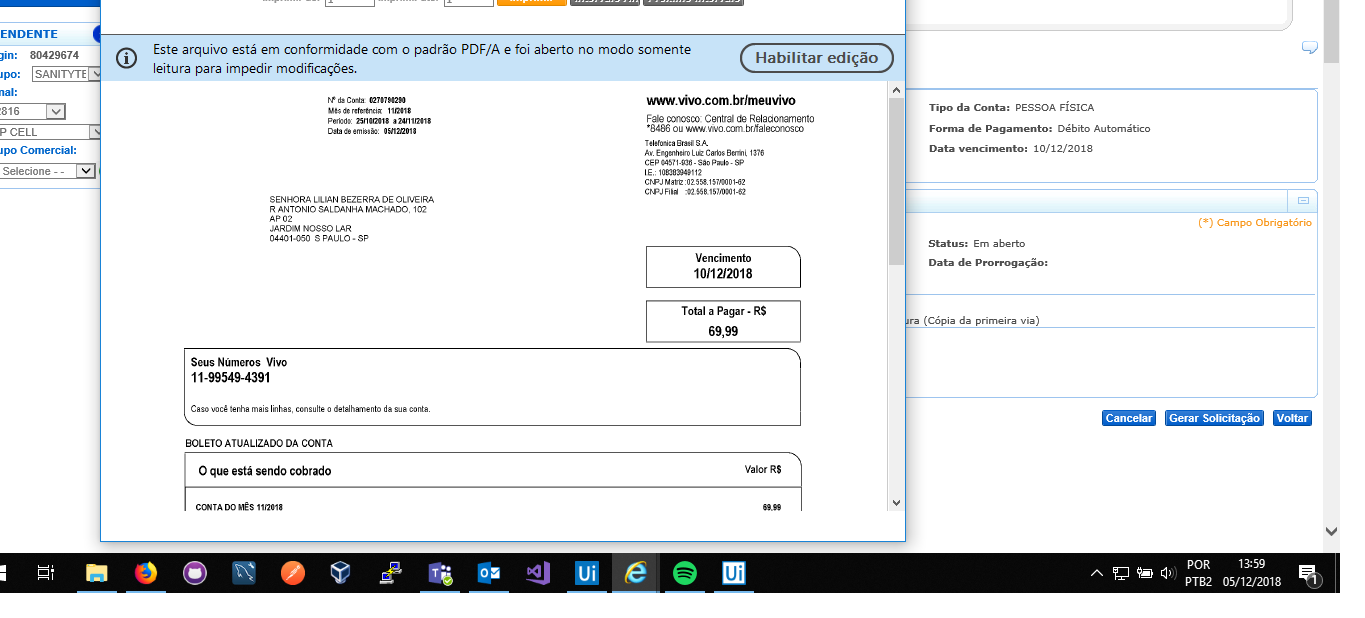 ENDENTE
gin: 80429674
upo: SANITYTE
nal:
2816
P CELL
upo Comercial:
Selecione - -
Este arquivo está em conformidade com o padrão PDF/A e foi aberto no modo somente
leitura para impedir modificações.
Habilitar edição
Nº da Conta: 0270790290
Mês de referência: 11/2018
Período: 25/10/2018 a 24/11/2018
Data de emissão: 05/12/2018
www.vivo.com.br/meuvivo
Fale conosco: Central de Relacionamento
*8486 ou www.vivo.com.br/faleconosco
Telefonica Brasil S.A.
Av. Engenheiro Luiz Carlos Berrini, 1376
CEP 04571-936 - São Paulo - SP
I.E.: 108383949112
CNPJ Matriz :02.558.157/0001-62
CNPJ Filial :02.558.157/0001-62
SENHORA LILIAN BEZERRA DE OLIVEIRA
R ANTONIO SALDANHA MACHADO, 102
AP 02
JARDIM NOSSO LAR
04401-050 S PAULO - SP
Vencimento
10/12/2018
Total a Pagar - R$
69,99
Seus Números Vivo
11-99549-4391
Caso você tenha mais linhas, consulte o detalhamento da sua conta.
BOLETO ATUALIZADO DA CONTA
O que está sendo cobrado Valor R$
CONTA DO MÊS 11/2018 69,99
Tipo da Conta: PESSOA FÍSICA
Forma de Pagamento: Débito Automático
Data vencimento: 10/12/2018
(*) Campo Obrigatório
Status: Em aberto
Data de Prorrogação:
ura (Cópia da primeira via)
Cancelar Gerar Solicitação Voltar
Ui
Ui
POR
PTB2
13:59
05/12/2018
1